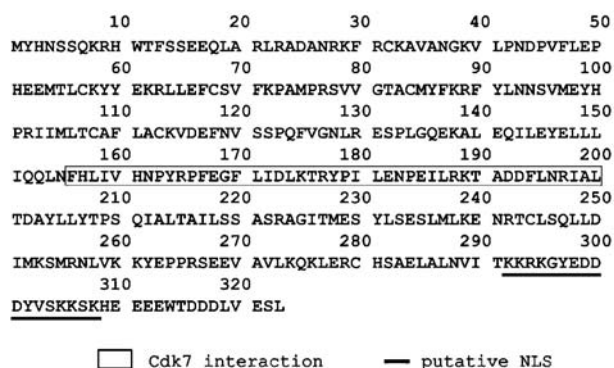 10 20 30 40 50
MYHNSSQKRH WTFSSEEQLA RLRADANRKF RCKAVANGKV LPNDPVFLEP
60 70 80 90 100
HEEMTLCKYY EKRLLEFCSV FKPAMPRSVV GTACMYFKRF YLNNSVMEYH
110 120 130 140 150
PRIIMLTCAF LACKVDEFNV SSPQFVGNLR ESPLGQEKAL EQILEYELLL
160 170 180 190 200
IQQLNFHLIV HNPYRPFEGF LIDLKTRYPI LENPEILRKT ADDFLNRIAL
210 220 230 240 250
TDAYLLYTPS QIALTAILSS ASRAGITMES YLSESLMLKE NRTCLSQLLD
260 270 280 290 300
IMKSMRNLVK KYEPPRSEEV AVLKQKLERC HSAELALNVI TKKRKGYEDD
310 320
DYVSKKSKHE EEEWTDDDLV ESL
Cdk7 interaction putative NLS